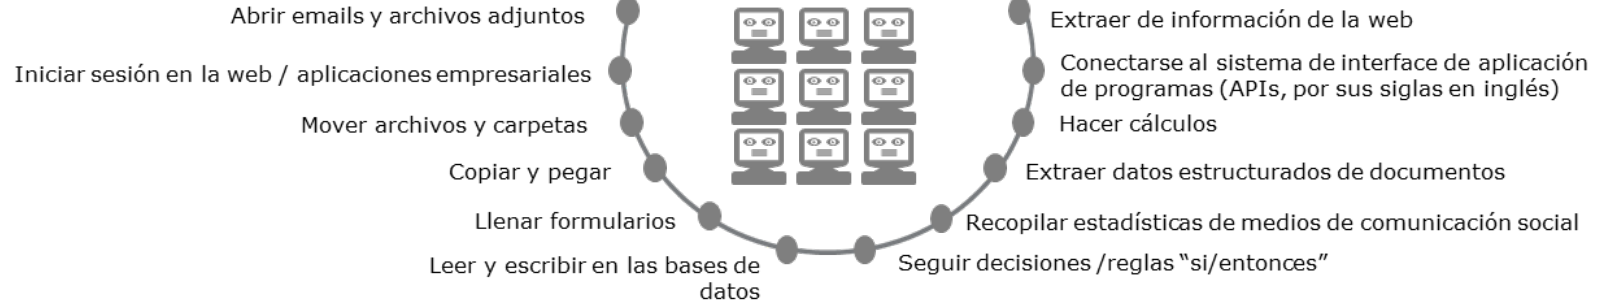 Abrir emails y archivos adjuntos
Iniciar sesión en la web / aplicaciones empresariales
Mover archivos y carpetas
Copiar y pegar
Llenar formularios
Leer y escribir en las bases de
datos
Extraer de información de la web
Conectarse al sistema de interface de aplicación
de programas (APIs, por sus siglas en inglés)
Hacer cálculos
Extraer datos estructurados de documentos
Recopilar estadísticas de medios de comunicación social
Seguir decisiones /reglas “si/entonces”